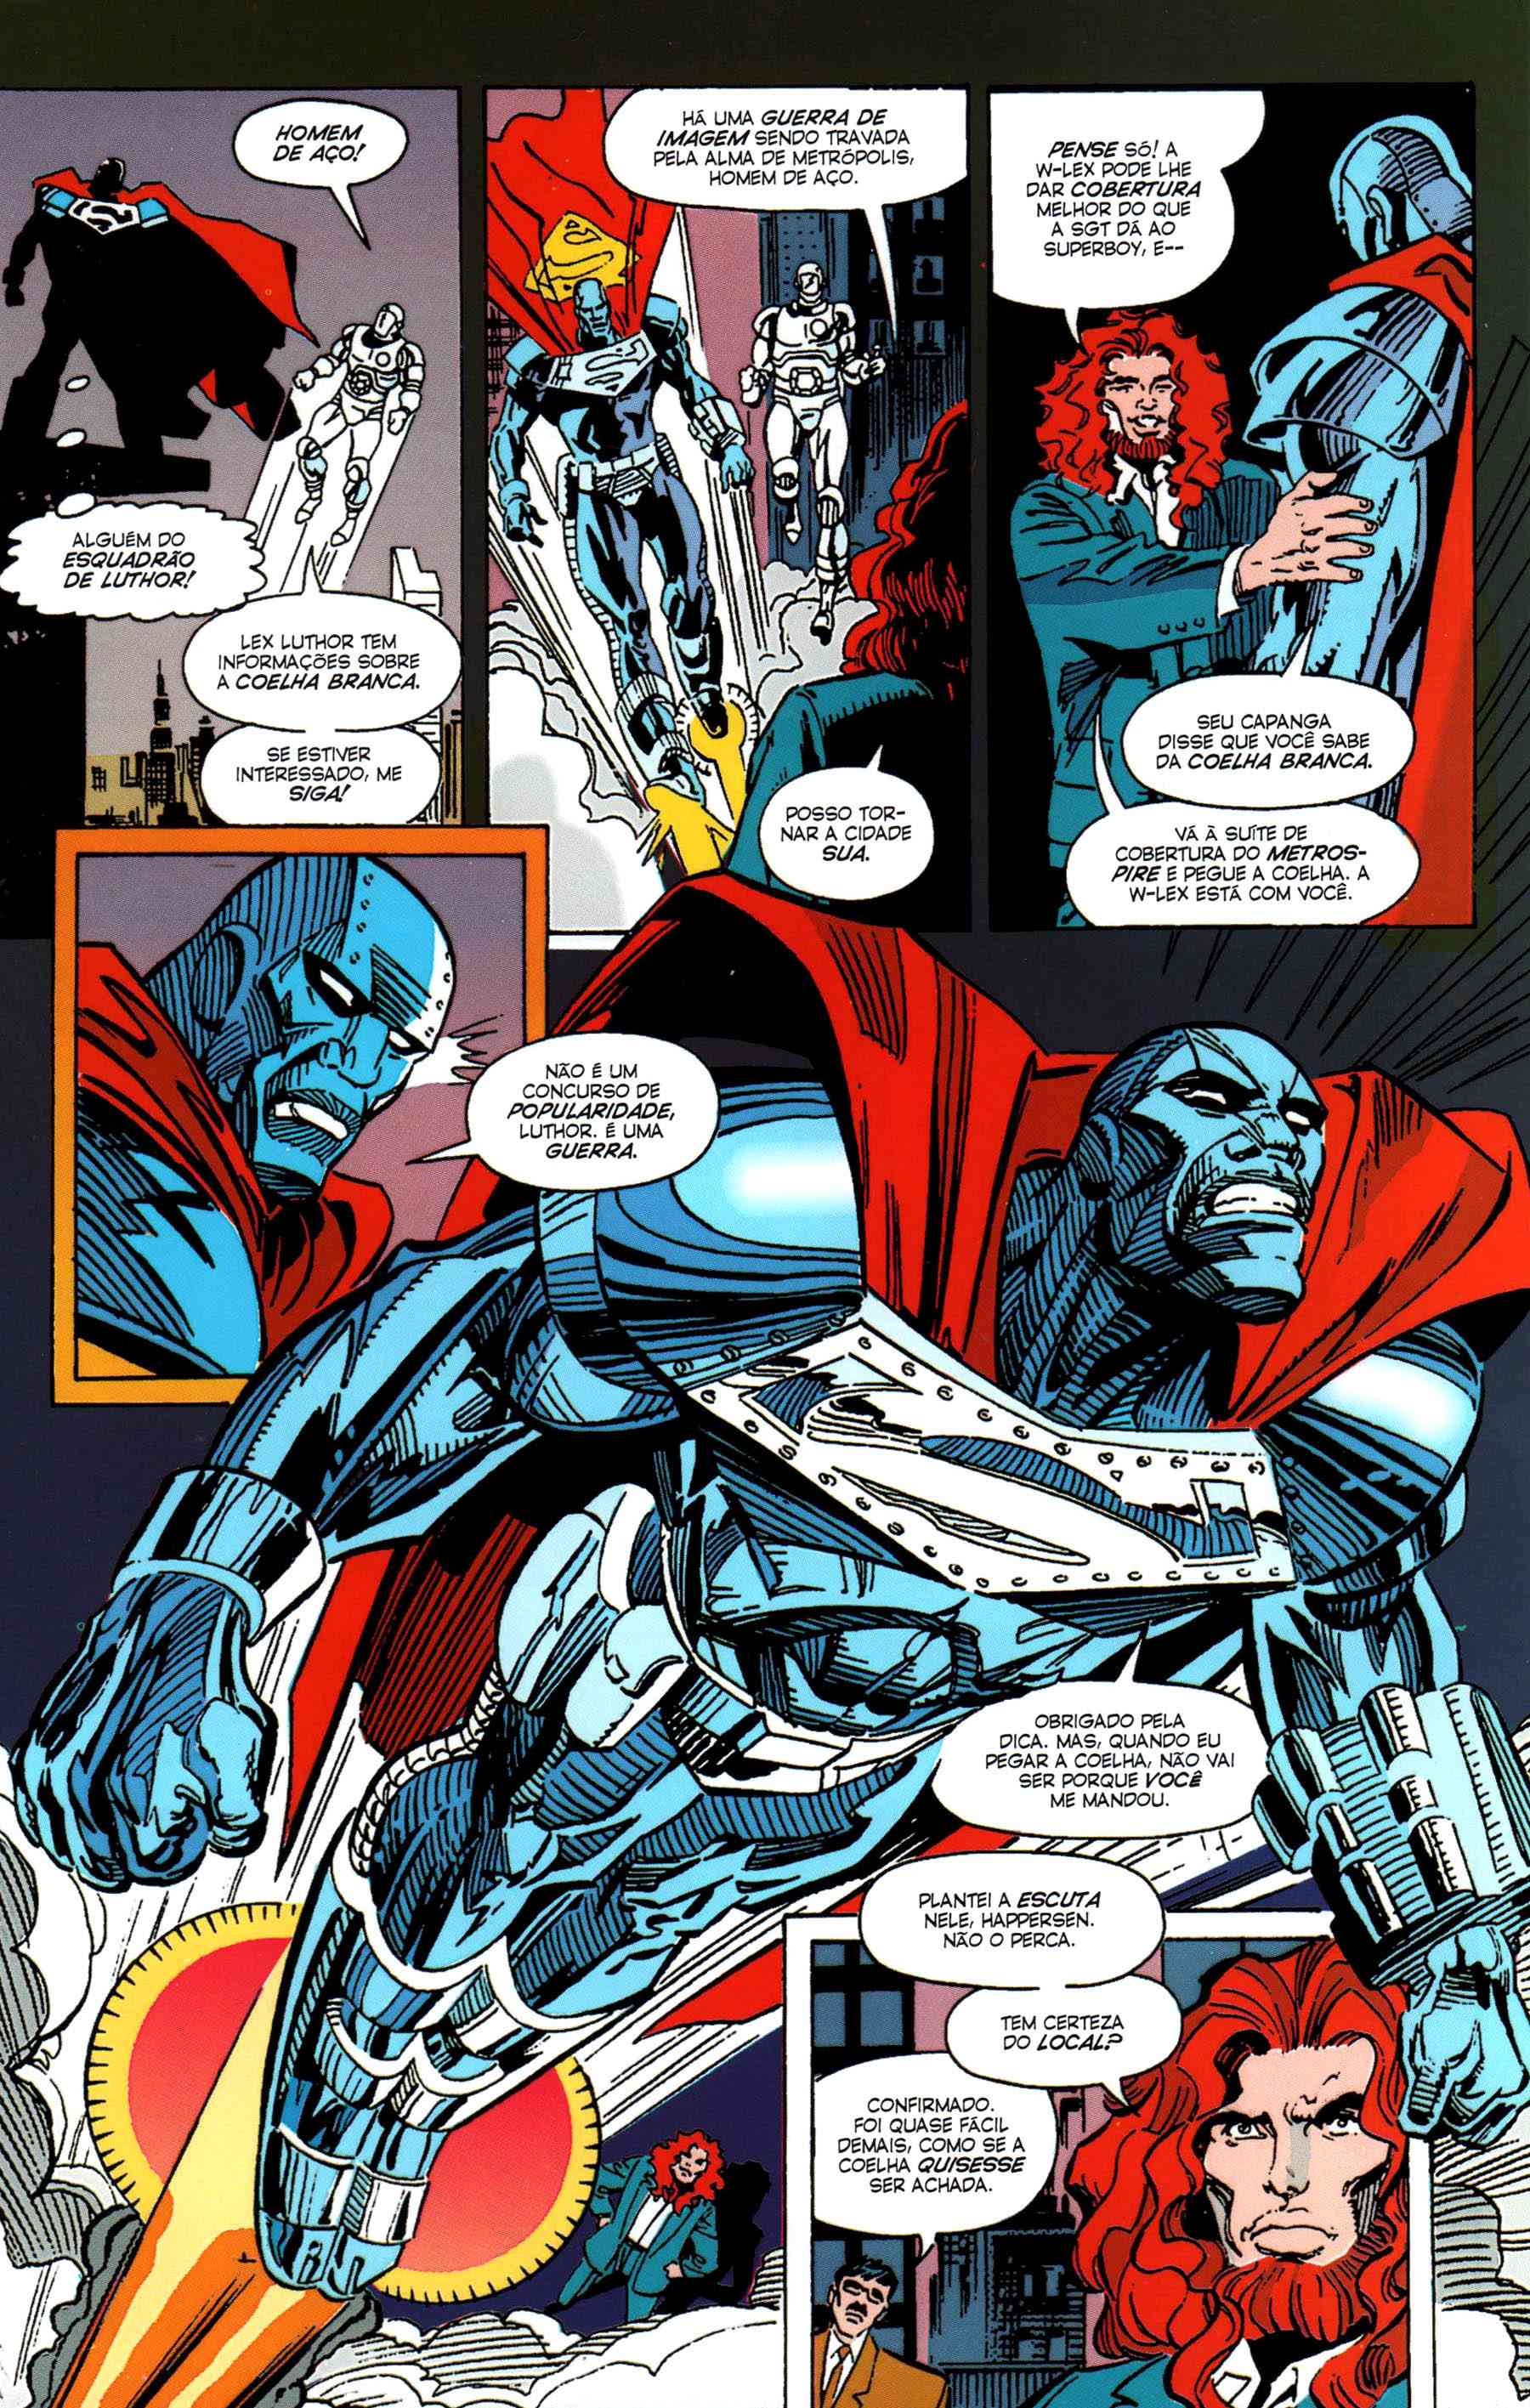 HOMEM
DE AÇO!
ALGUÉM DO
ESQUADRÃO
DE LUTHOR!
LEX LUTHOR TEM
INFORMAÇÕES SOBRE
A COELHA BRANCA.
SE ESTIVER
INTERESSADO, ME
SIGA!
HÁ UMA GUERRA DE
IMAGEM SENDO TRAVADA
PELA ALMA DE METRÓPOLIS,
HOMEM DE AÇO.
POSSO TOR-
NAR A CIDADE
SUA.
PENSE SÓ! A
W-LEX PODE LHE
DAR COBERTURA
MELHOR DO QUE
A SGT DÁ AO
SUPERBOY, E--
SEU CAPANGA
DISSE QUE VOCÊ SABE
DA COELHA BRANCA.
VÁ À SUÍTE DE
COBERTURA DO METROS-
PIRE E PEGUE A COELHA. A
W-LEX ESTÁ COM VOCÊ.
NÃO É UM
CONCURSO DE
POPULARIDADE,
LUTHOR. É UMA
GUERRA.
OBRIGADO PELA
DICA. MAS, QUANDO EU
PEGAR A COELHA, NÃO VAI
SER PORQUE VOCÊ
ME MANDOU.
PLANTEI A ESCUTA
NELE, HAPPERSEN.
NÃO O PERCA.
TEM CERTEZA
DO LOCAL?
CONFIRMADO.
FOI QUASE FÁCIL
DEMAIS, COMO SE A
COELHA QUISESSE
SER ACHADA.